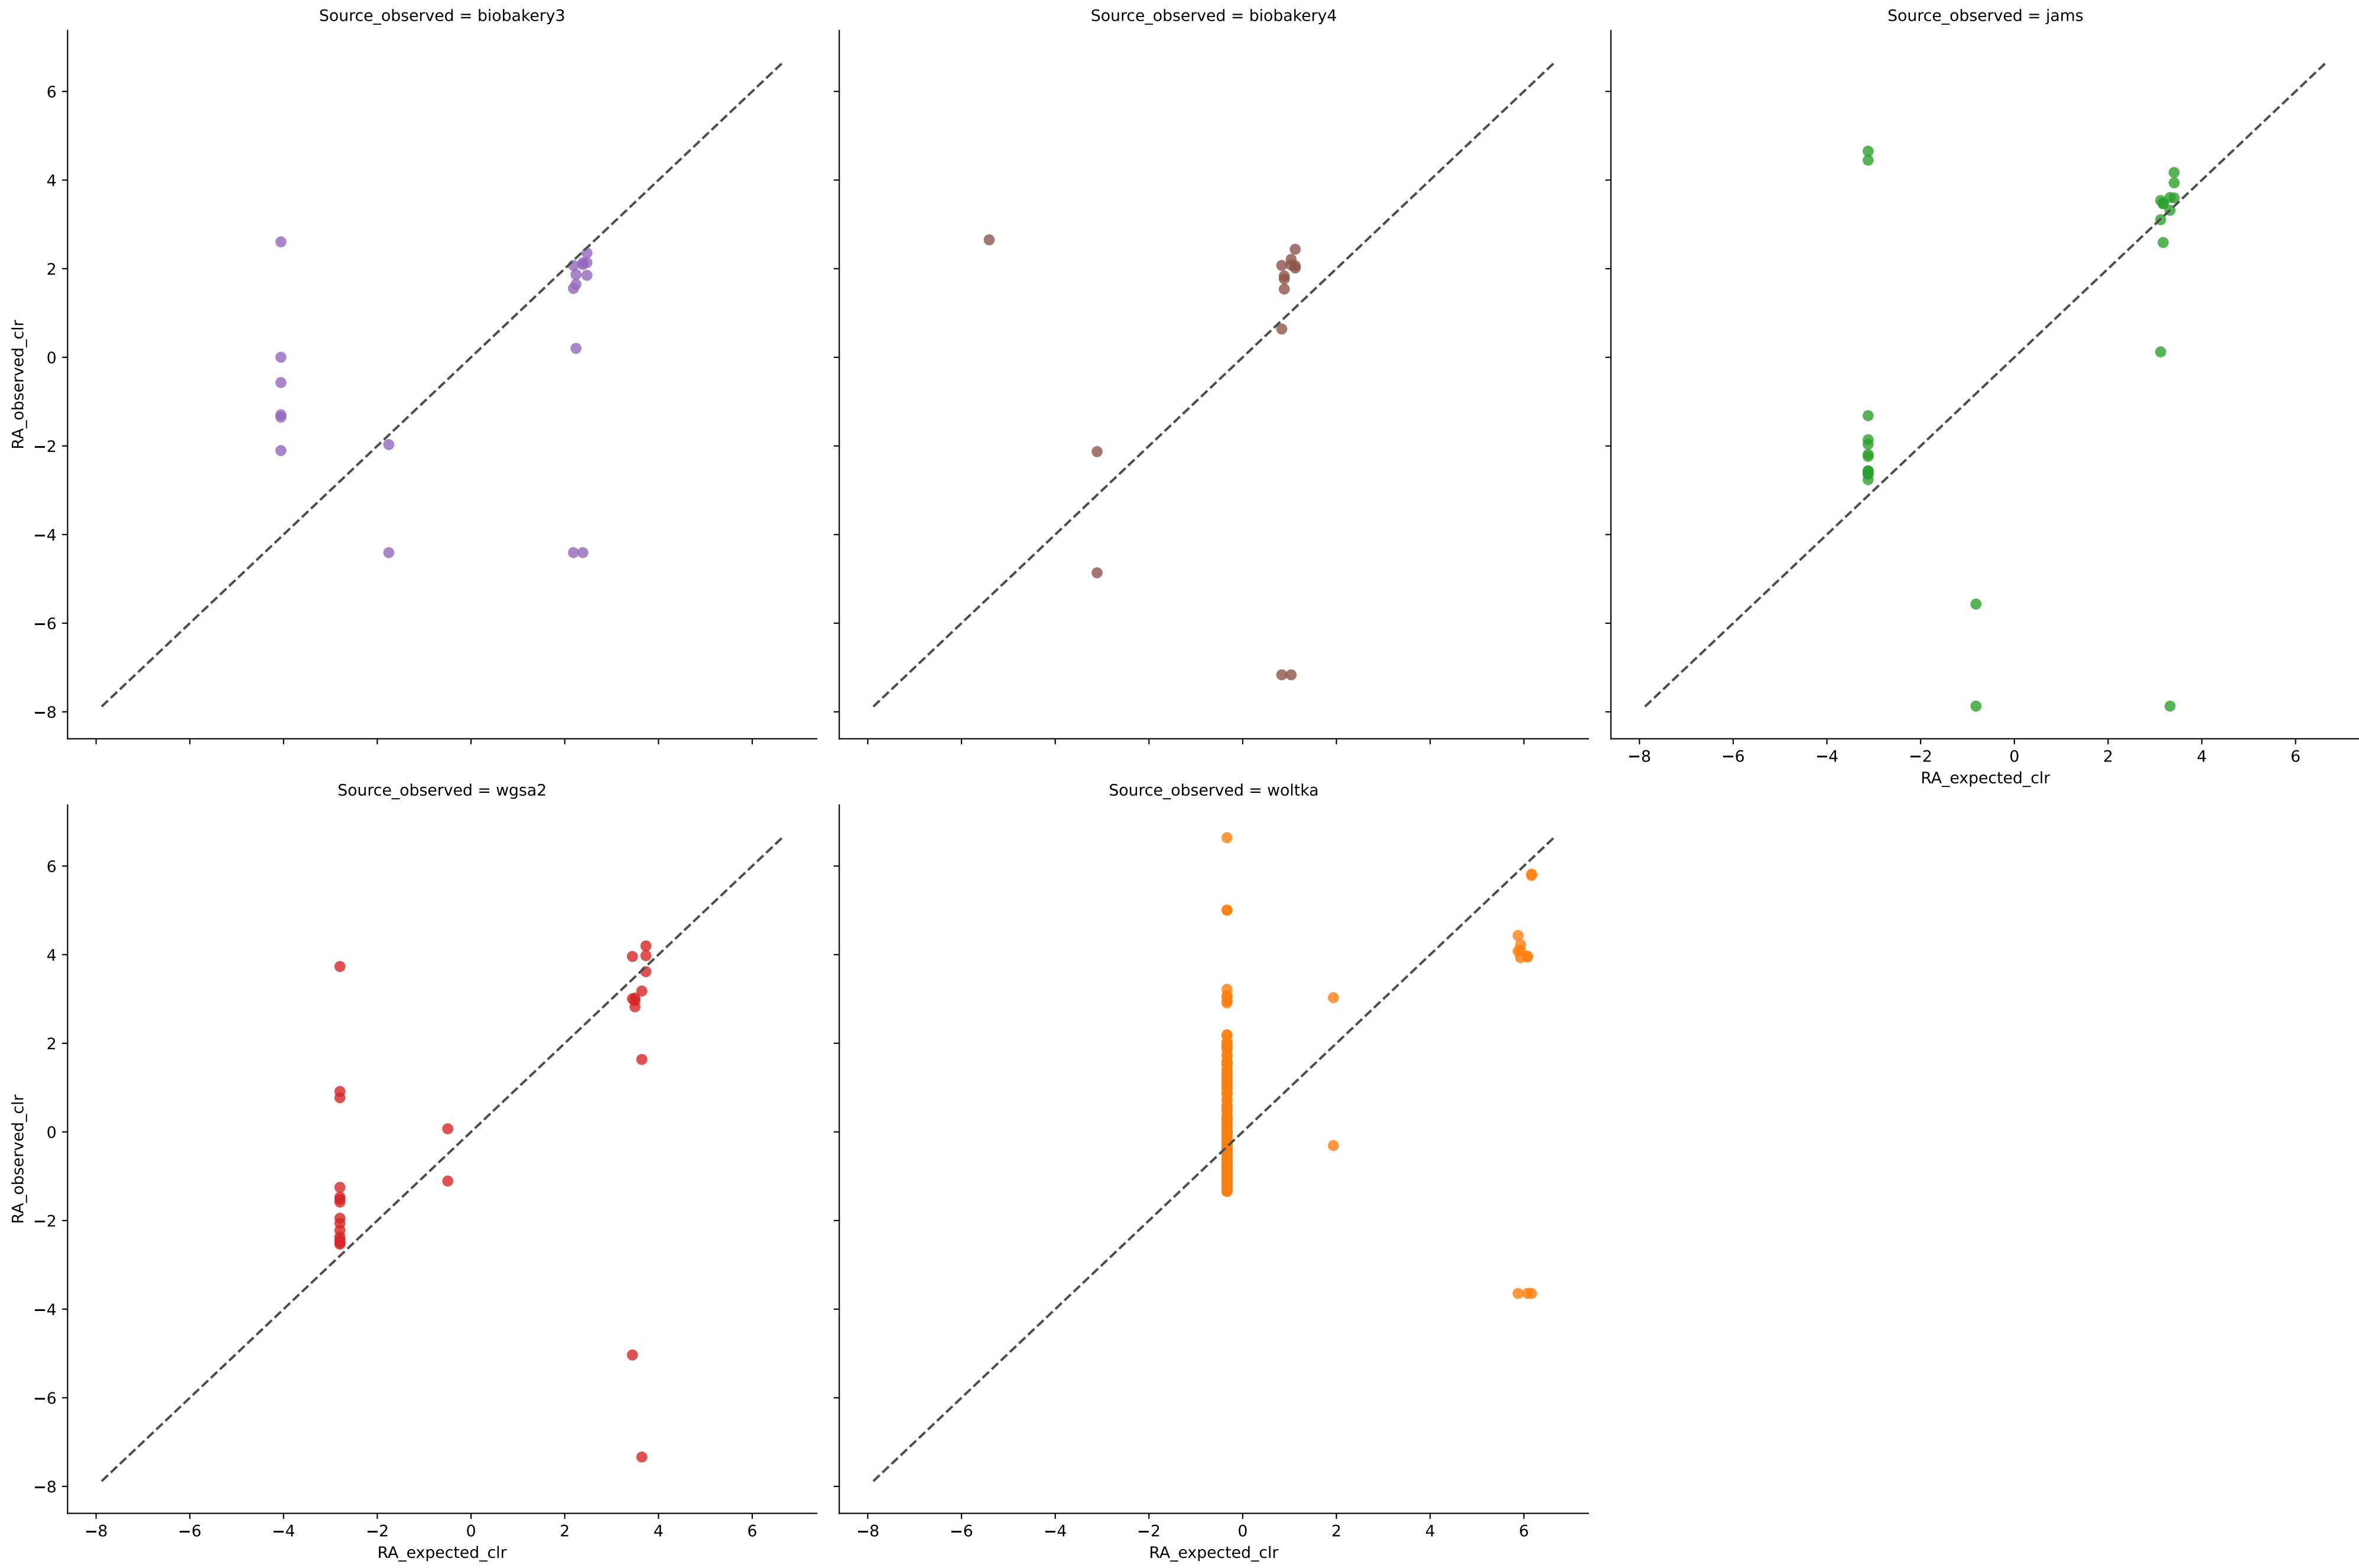 Source_observed = biobakery3
Source_observed = biobakery4
Source_observed = jams
RA_observed_clr
6
4
2
0
−2
−4
−6
−8
−8 −6 −4 −2 0 2 4 6
RA_expected_clr
Source_observed = wgsa2
Source_observed = woltka
RA_observed_clr
6
4
2
0
−2
−4
−6
−8
−8 −6 −4 −2 0 2 4 6
RA_expected_clr
−8 −6 −4 −2 0 2 4 6
RA_expected_clr